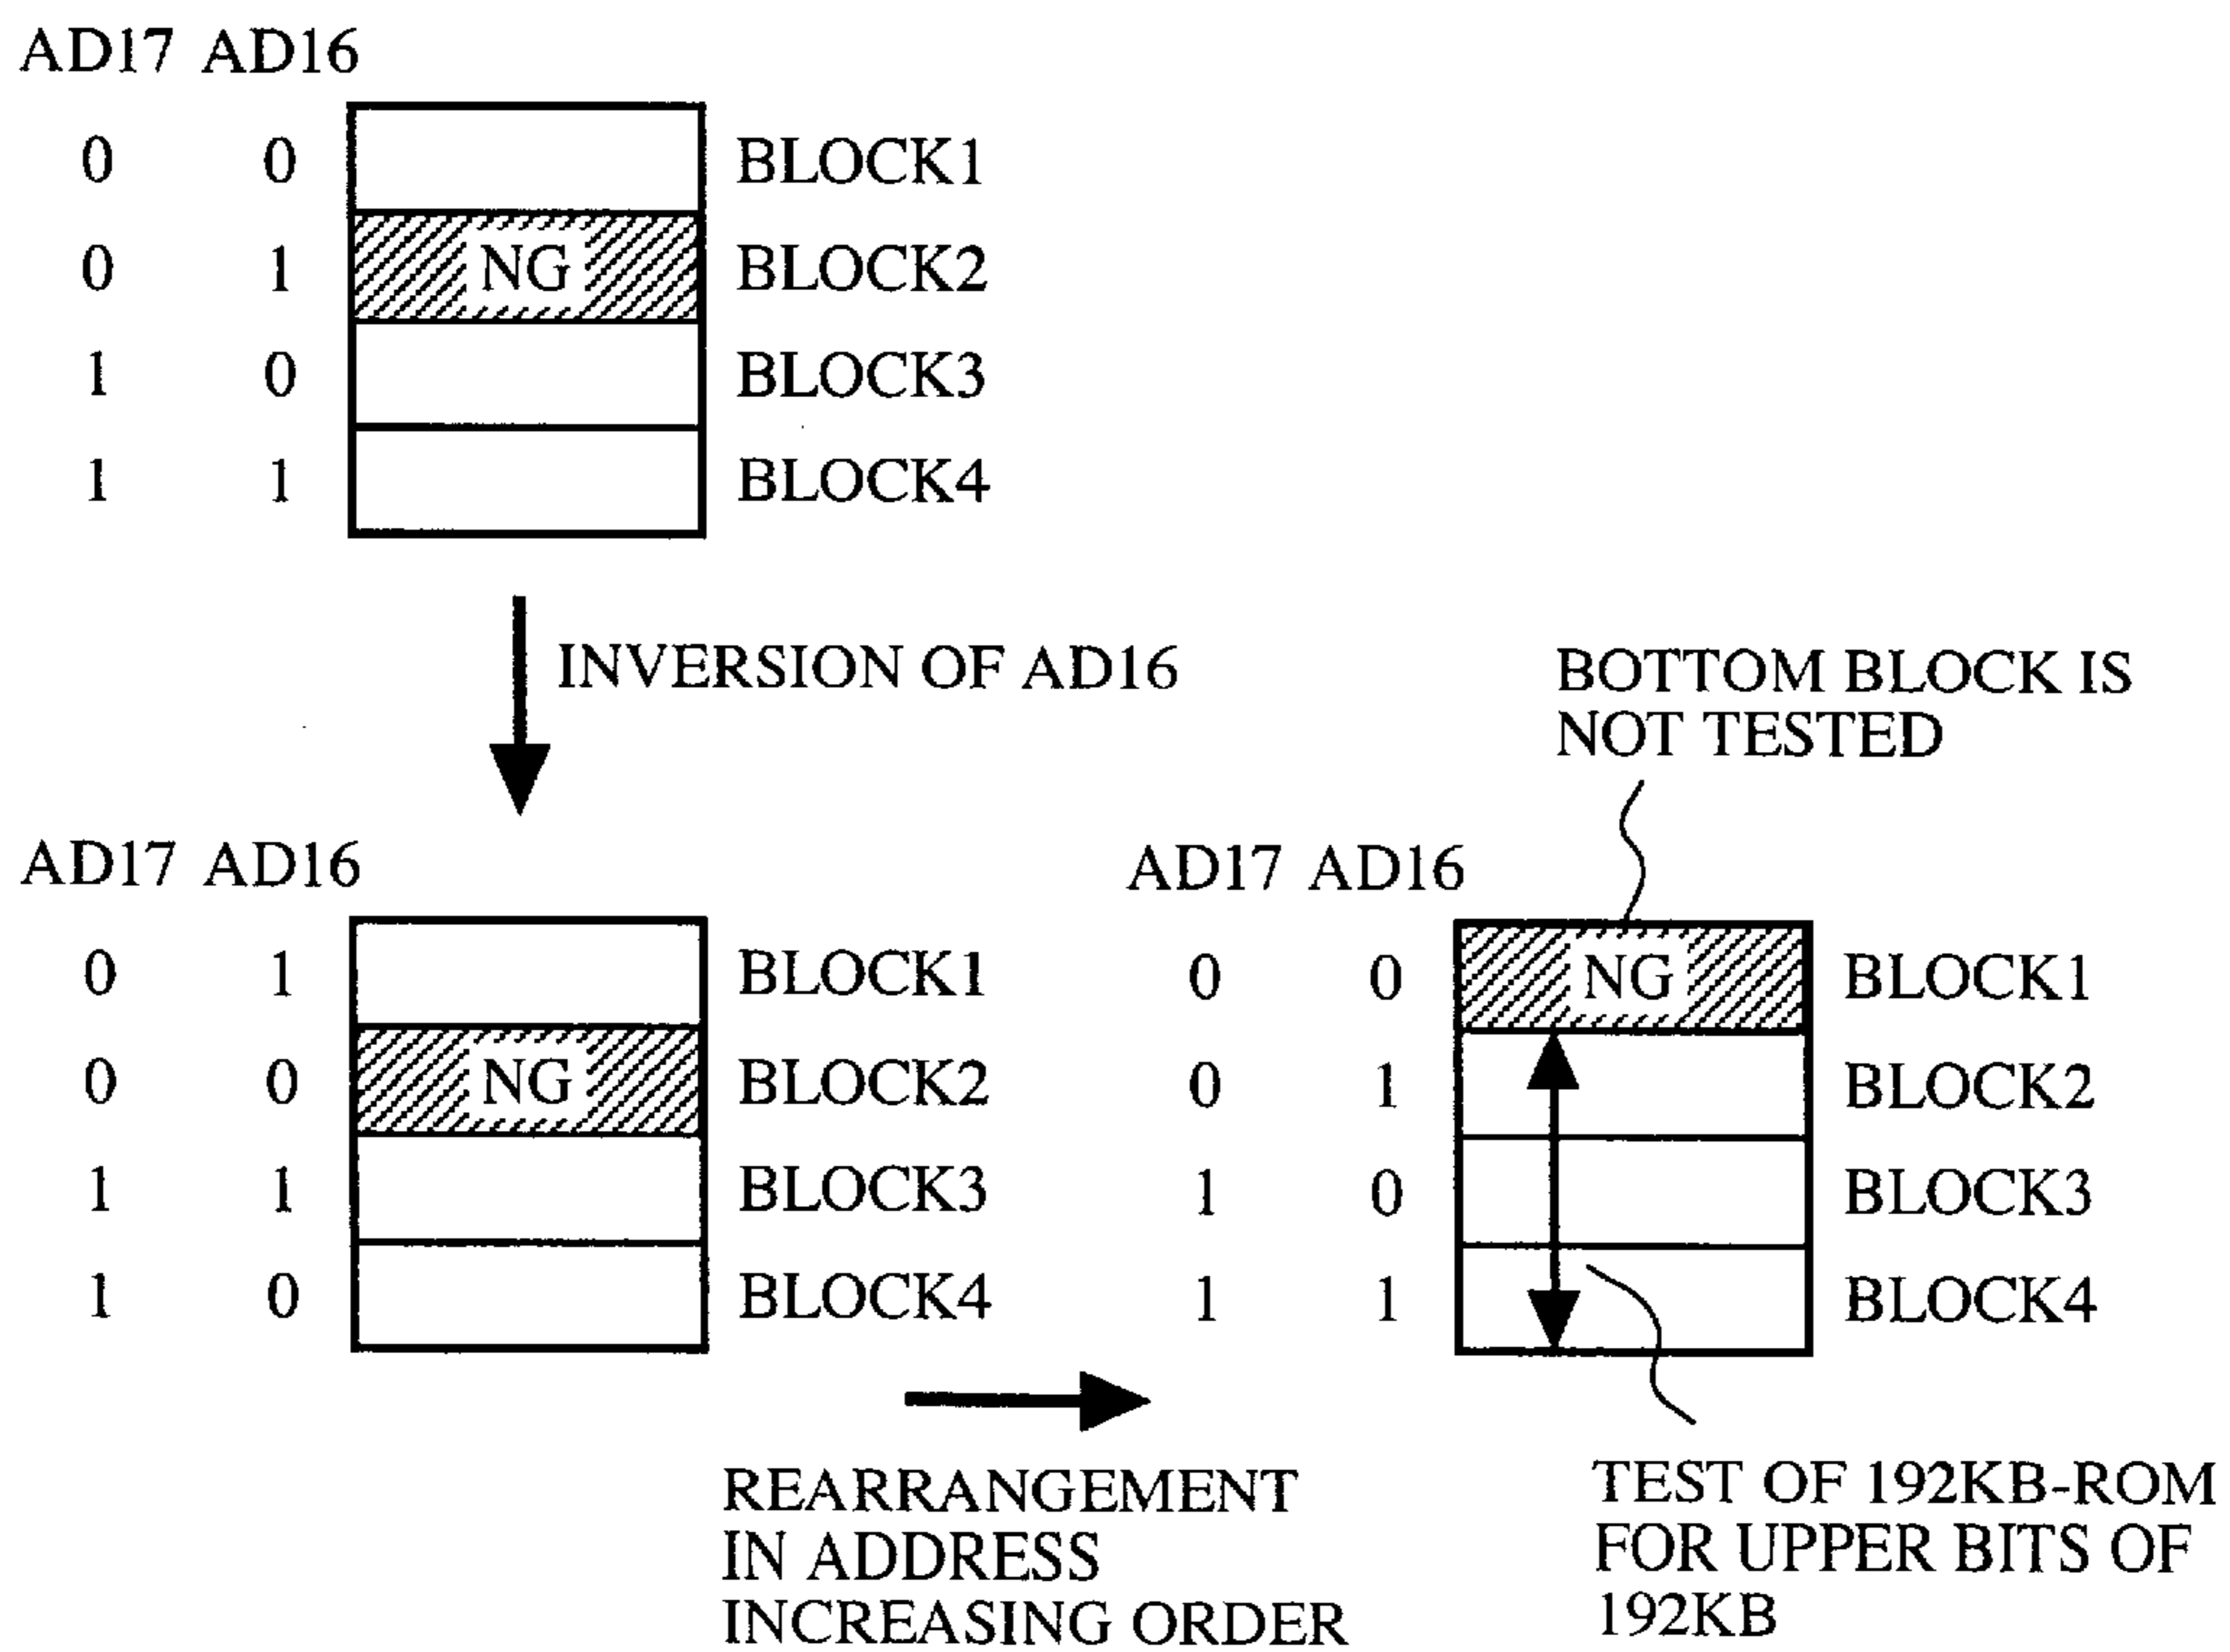 AD17 AD16
0 0 BLOCK1
0 1 NG BLOCK2
1 0 BLOCK3
1 1 BLOCK4
INVERSION OF AD16
BOTTOM BLOCK IS
NOT TESTED
AD17 AD16
0 1 BLOCK1
0 0 NG BLOCK2
1 1 BLOCK3
1 0 BLOCK4
AD17 AD16
0 0 NG BLOCK1
0 1 BLOCK2
1 0 BLOCK3
1 1 BLOCK4
REARRANGEMENT
IN ADDRESS
INCREASING ORDER
TEST OF 192KB-ROM
FOR UPPER BITS OF
192KB